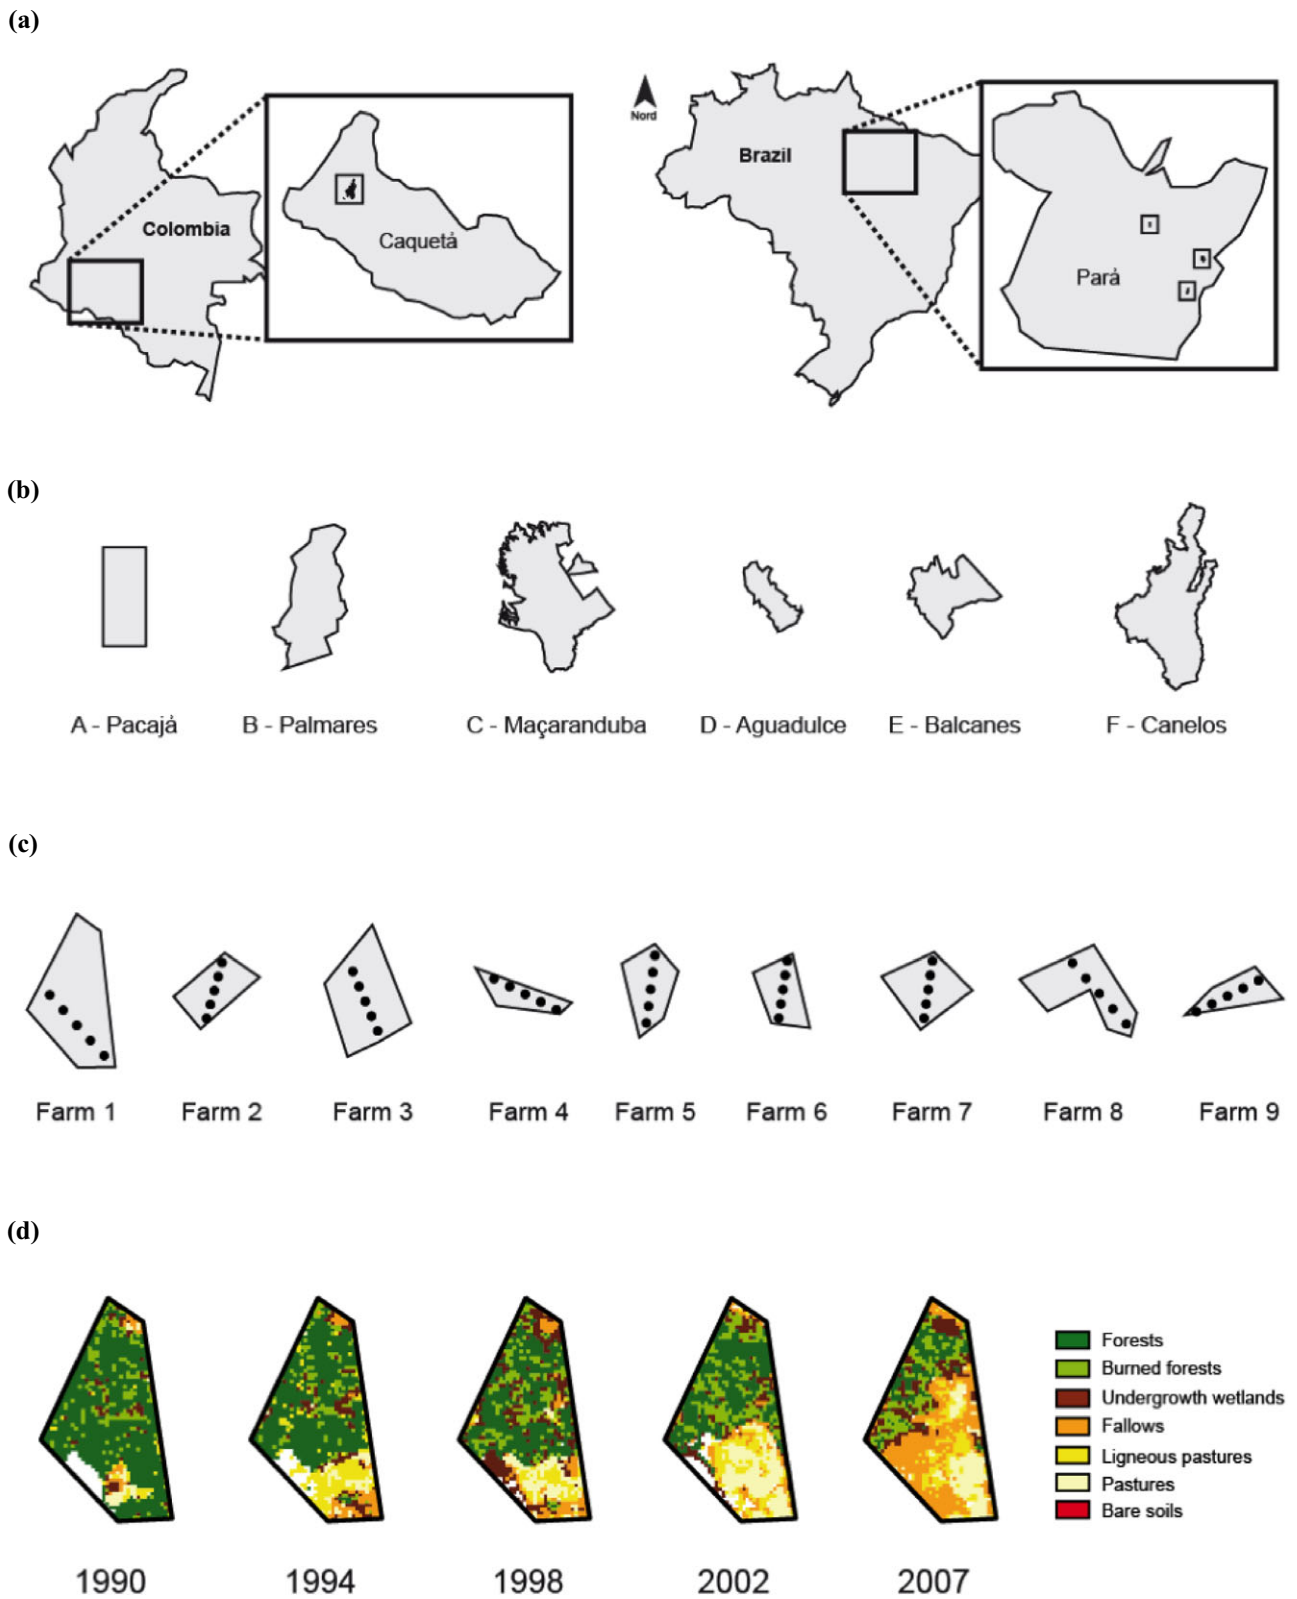 (a)
Colombia
Caquetá
Nord
Brazil
Pará
(b)
A - Pacajá
B - Palmares
C - Maçaranduba
D - Aguadulce
E - Balcanes
F - Canelos
(c)
Farm 1
Farm 2
Farm 3
Farm 4
Farm 5
Farm 6
Farm 7
Farm 8
Farm 9
(d)
Forests
Burned forests
Undergrowth wetlands
Fallows
Ligneous pastures
Pastures
Bare soils
1990
1994
1998
2002
2007